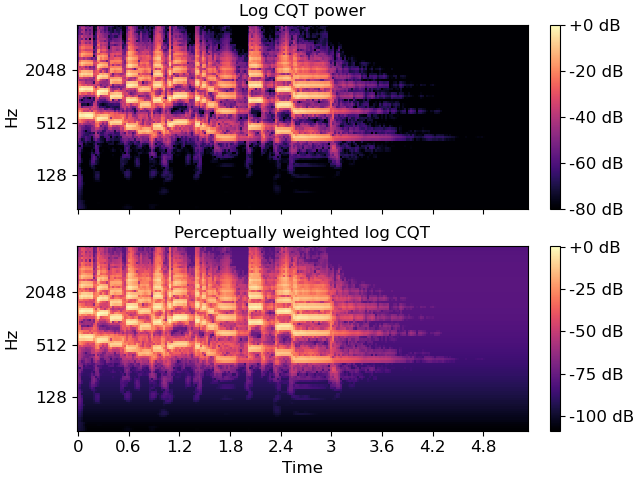 Log CQT power
+0 dB
2048
-20 dB
Hz
512
-40 dB
-60 dB
128
-80 dB
Perceptually weighted log CQT
+0 dB
2048
-25 dB
Hz
512
-50 dB
-75 dB
128
-100 dB
0 0.6 1.2 1.8 2.4 3 3.6 4.2 4.8
Time